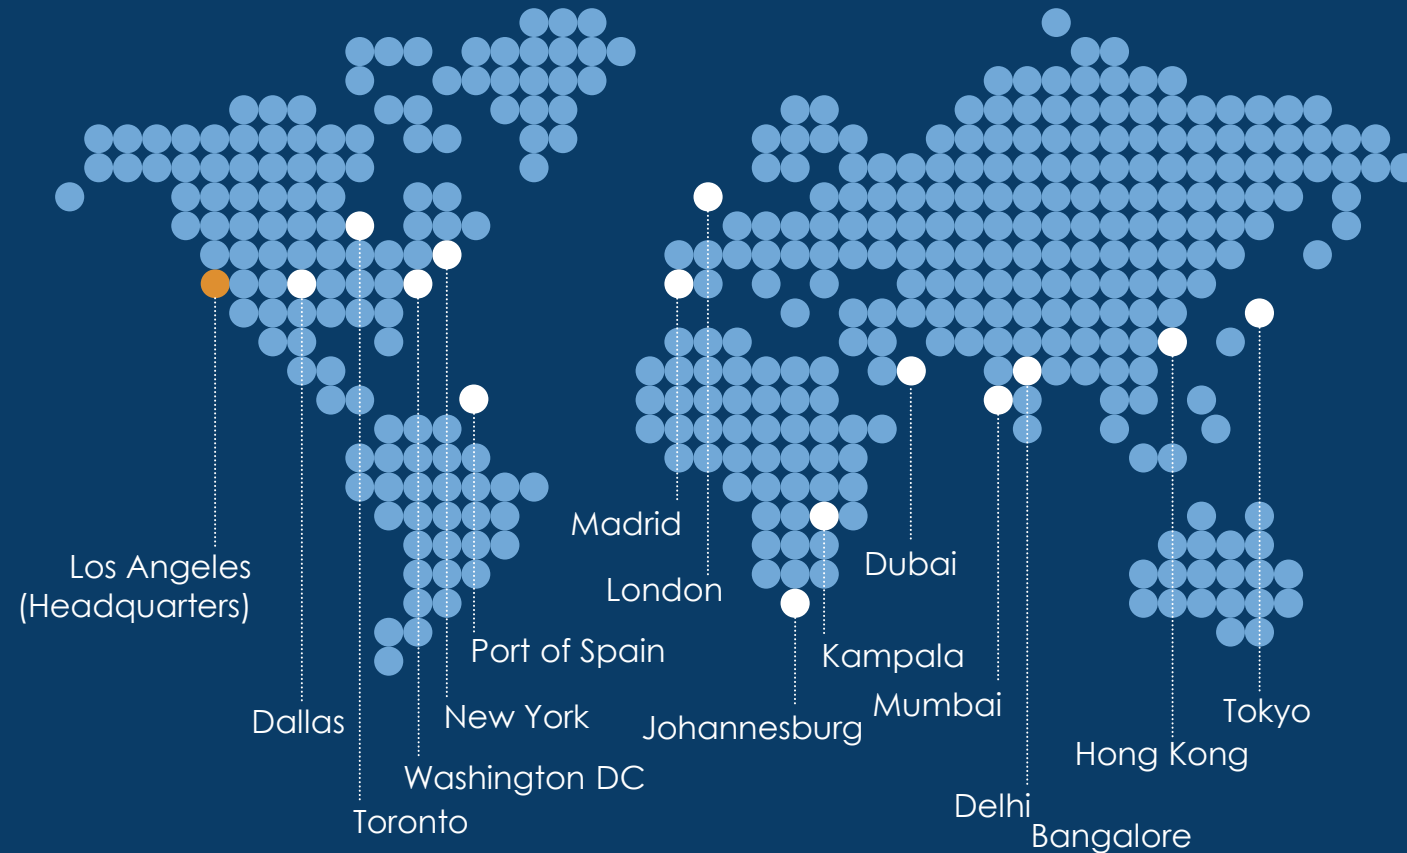 Madrid
Dubai
Los Angeles
(Headquarters)
London
Port of Spain
Kampala
Mumbai
Tokyo
Dallas
New York
Johannesburg
Hong Kong
Washington DC
Delhi
Toronto
Bangalore